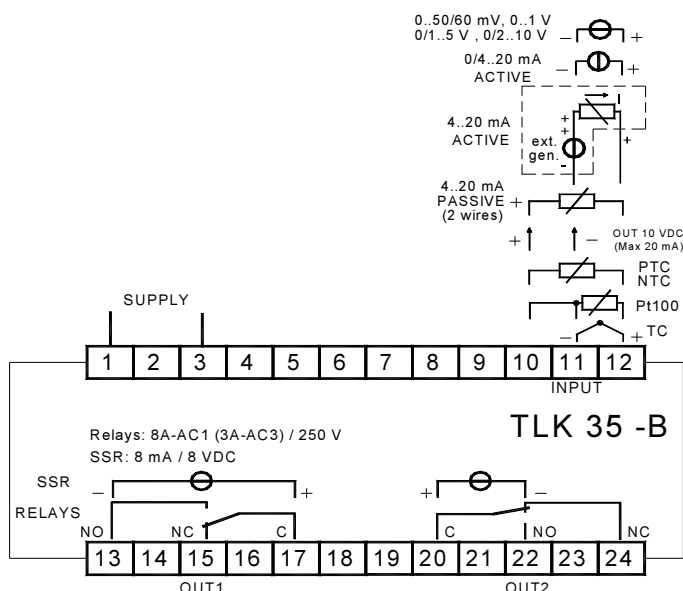 0..50/60 mV, 0..1 V
0/1..5 V , 0/2..10 V
− +
0/4..20 mA
ACTIVE
− +
I
+
+
4..20 mA
ACTIVE
ext.
gen.
-
+
4..20 mA
PASSIVE
(2 wires)
+
+ −
OUT 10 VDC
(Max 20 mA)
PTC
NTC
Pt100
− + TC
SUPPLY
1 2 3 4 5 6 7 8 9 10 11 12
INPUT
TLK 35 -B
Relays: 8A-AC1 (3A-AC3) / 250 V
SSR: 8 mA / 8 VDC
SSR − + + −
RELAYS
NO NC C C NO NC
13 14 15 16 17 18 19 20 21 22 23 24
OUT1 OUT2